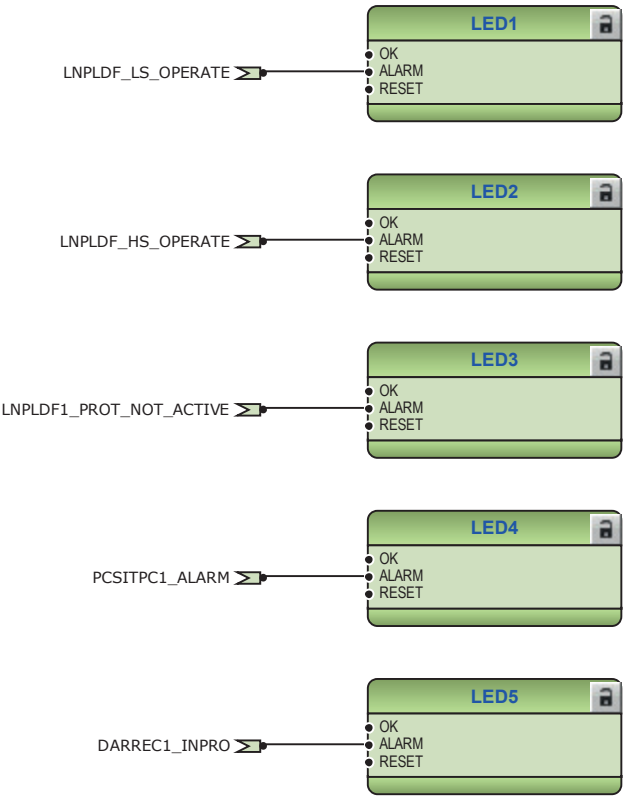 LED1
OK
LNPLDF_LS_OPERATE ALARM
RESET
LED2
OK
LNPLDF_HS_OPERATE ALARM
RESET
LED3
OK
LNPLDF1_PROT_NOT_ACTIVE ALARM
RESET
LED4
OK
PCSITPC1_ALARM ALARM
RESET
LED5
OK
DARREC1_INPRO ALARM
RESET